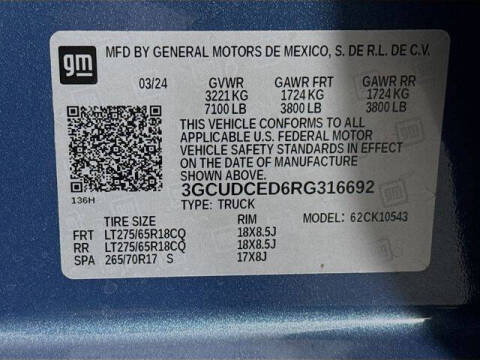 gm
MFD BY GENERAL MOTORS DE MEXICO, S. DE R.L. DE C.V.
03/24 GVWR GAWR FRT GAWR RR
3221 KG 1724 KG 1724 KG
7100 LB 3800 LB 3800 LB
THIS VEHICLE CONFORMS TO ALL
APPLICABLE U.S. FEDERAL MOTOR
VEHICLE SAFETY STANDARDS IN EFFECT
ON THE DATE OF MANUFACTURE
SHOWN ABOVE.
3GCUDCED6RG316692
136H
TYPE: TRUCK
TIRE SIZE RIM MODEL: 62CK10543
FRT LT275/65R18CQ 18X8.5J
RR LT275/65R18CQ 18X8.5J
SPA 265/70R17 S 17X8J